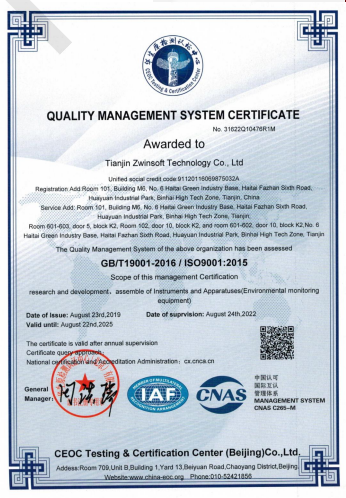 CEOC Testing & Certification Center
QUALITY MANAGEMENT SYSTEM CERTIFICATE
No. 31622Q10476R1M
Awarded to
Tianjin Zwinsoft Technology Co., Ltd
Unified social credit code:91120116069875032A
Registration Add:Room 101, Building M6, No. 6 Haitai Green Industry Base, Haitai Fazhan Sixth Road,
Huayuan Industrial Park, Binhai High Tech Zone, Tianjin, China
Service Add: Room 101, Building M6, No. 6 Haitai Green Industry Base, Haitai Fazhan Sixth Road,
Huayuan Industrial Park, Binhai High Tech Zone, Tianjin;
Room 601-603, door 5, block K2, Room 102, door 10, block K2, and room 601-602, door 10, block K2,No. 6
Haitai Green Industry Base, Haitai Fazhan Sixth Road, Huayuan Industrial Park, Binhai High Tech Zone, Tianjin
The Quality Management System of the above organization has been assessed
GB/T19001-2016 / ISO9001:2015
Scope of this management Certification
research and development、assemble of Instruments and Apparatuses(Environmental monitoring
equipment)
Date of Issue: August 23rd,2019
Date of suprvision: August 24th,2022
Valid until: August 22nd,2025
The certificate is valid after annual supervision
Certificate query approach:
National certification and Accreditation Administration：cx.cnca.cn
General
Manager:
MEMBER OF MULTILATERAL
IAF
RECOGNITION ARRANGEMENT
CNAS
中国认可
国际互认
管理体系
MANAGEMENT SYSTEM
CNAS C265-M
CEOC Testing & Certification Center (Beijing)Co.,Ltd.
Addese:Room 709,Unit B,Building 1,Yard 13,Beiyuan Road,Chaoyang District,Beijing.
Website:www.china-eoc.org Phone:010-52421856